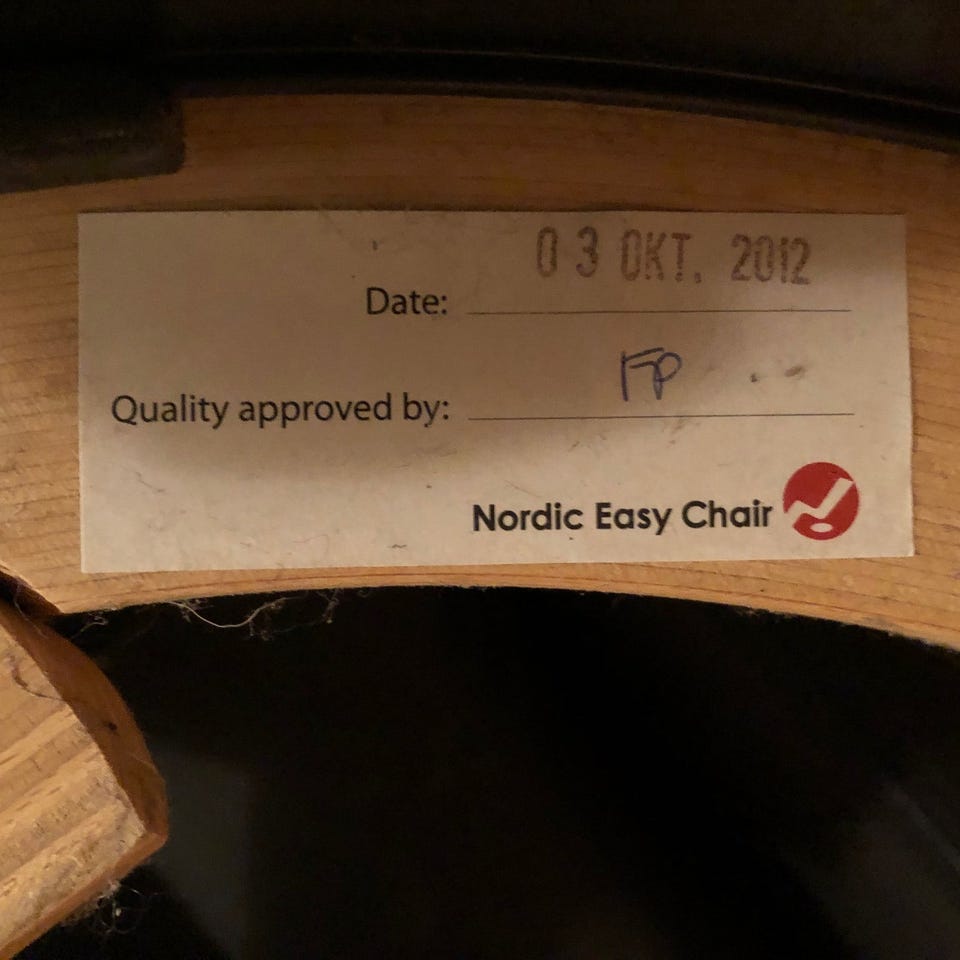 Date: 03 OKT. 2012
Quality approved by: FP
Nordic Easy Chair